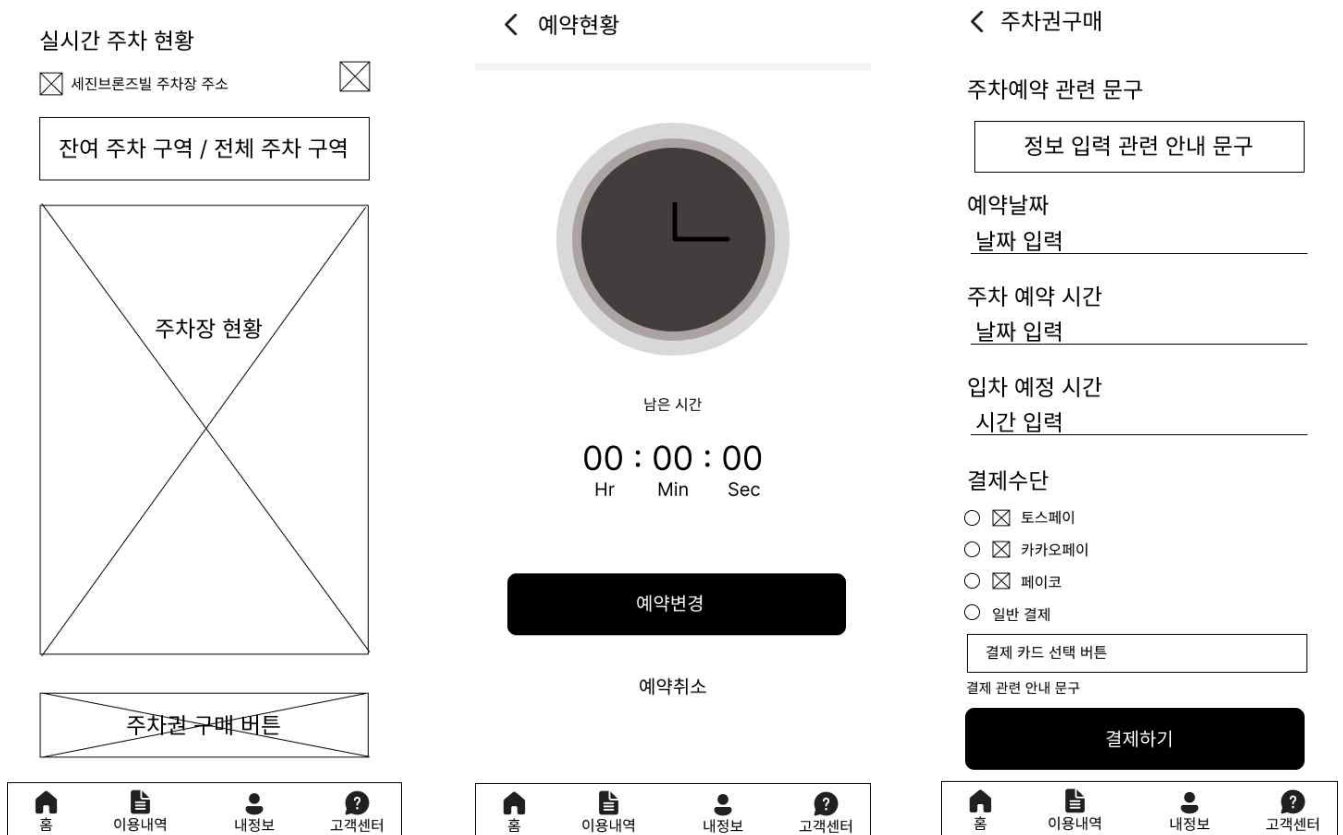 실시간 주차 현황
세진브론즈빌 주차장 주소
잔여 주차 구역 / 전체 주차 구역
주차장 현황
주차권 구매 버튼
홈
이용내역
내정보
고객센터
예약현황
남은 시간
00 : 00 : 00
Hr Min Sec
예약변경
예약취소
홈
이용내역
내정보
고객센터
주차권구매
주차예약 관련 문구
정보 입력 관련 안내 문구
예약날짜
날짜 입력
주차 예약 시간
날짜 입력
입차 예정 시간
시간 입력
결제수단
토스페이
카카오페이
페이코
일반 결제
결제 카드 선택 버튼
결제 관련 안내 문구
결제하기
홈
이용내역
내정보
고객센터